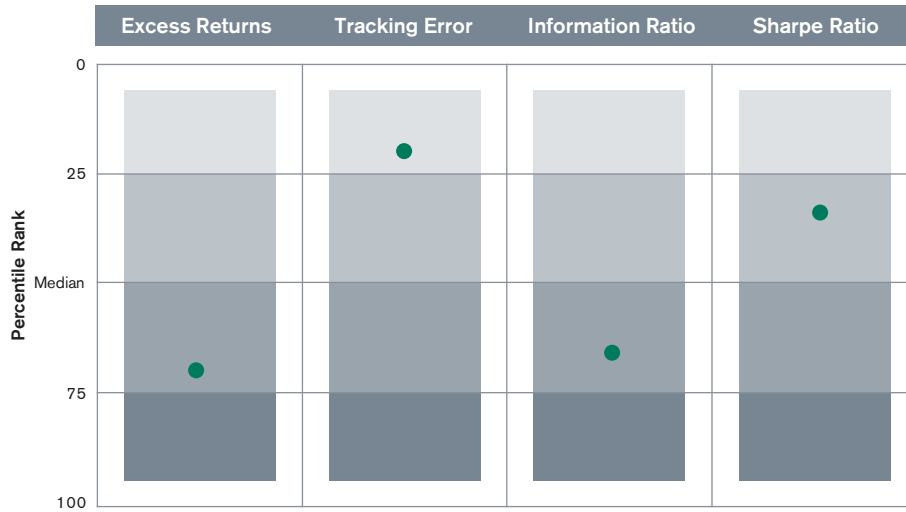 Excess Returns
Tracking Error
Information Ratio
Sharpe Ratio
Percentile Rank
0
25
Median
75
100